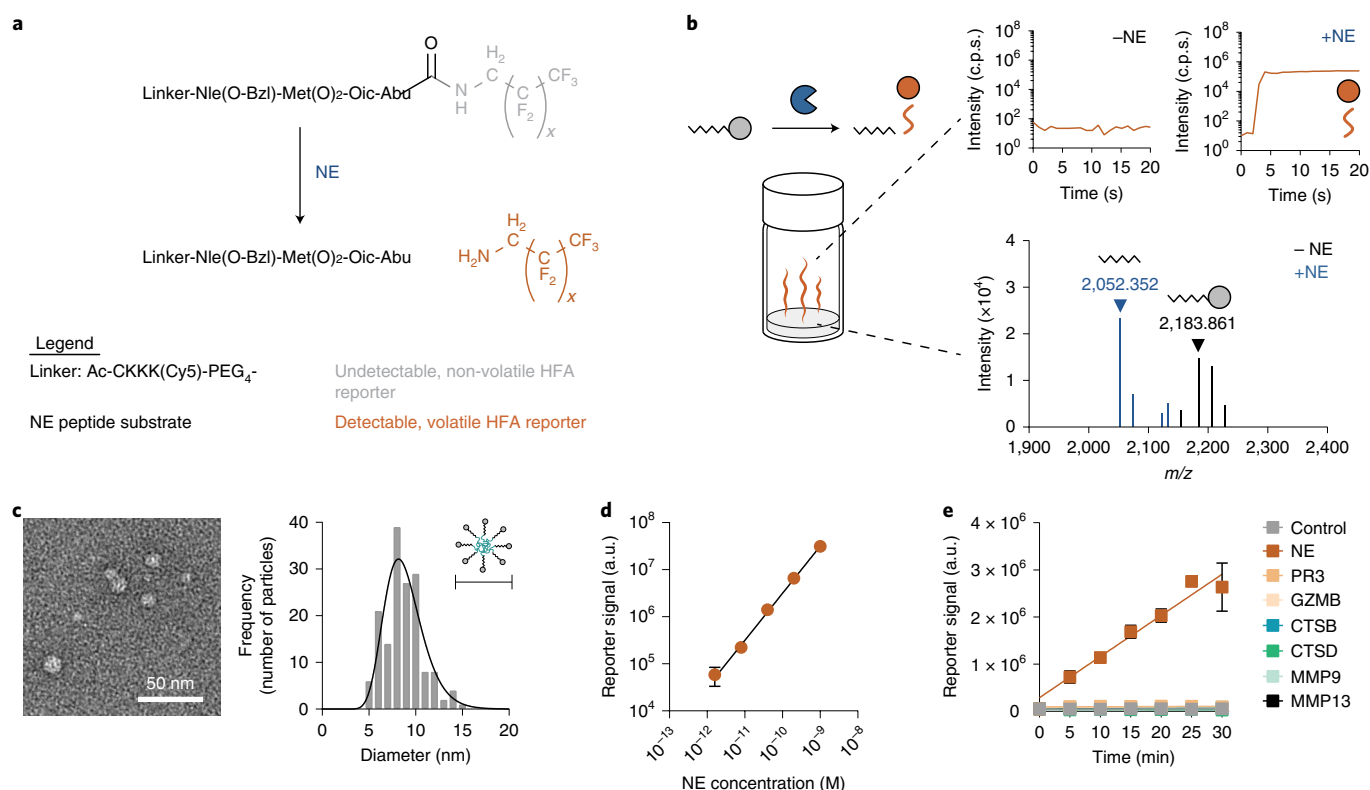 a
O
H2
C
CF3
Linker-Nle(O-Bzl)-Met(O)2-Oic-Abu
N
H
C
F2
x
NE
H2
C
CF3
Linker-Nle(O-Bzl)-Met(O)2-Oic-Abu
H2N
C
F2
x
Legend
Linker: Ac-CKKK(Cy5)-PEG4-
NE peptide substrate
Undetectable, non-volatile HFA
reporter
Detectable, volatile HFA reporter
b
Intensity (c.p.s.)
10^8
10^6
10^4
10^2
10^0
–NE
0 5 10 15 20
Time (s)
Intensity (c.p.s.)
10^8
10^6
10^4
10^2
10^0
+NE
0 5 10 15 20
Time (s)
Intensity (×10^4)
4
3
2
1
0
– NE
+NE
2,052.352
2,183.861
1,900 2,000 2,100 2,200 2,300 2,400
m/z
c
50 nm
Frequency
(number of particles)
40
30
20
10
0
0 5 10 15 20
Diameter (nm)
d
Reporter signal (a.u.)
10^8
10^7
10^6
10^5
10^4
10^–13 10^–12 10^–11 10^–10 10^–9 10^–8
NE concentration (M)
e
Reporter signal (a.u.)
4 × 10^6
3 × 10^6
2 × 10^6
1 × 10^6
0
0 5 10 15 20 25 30
Time (min)
Control
NE
PR3
GZMB
CTSB
CTSD
MMP9
MMP13